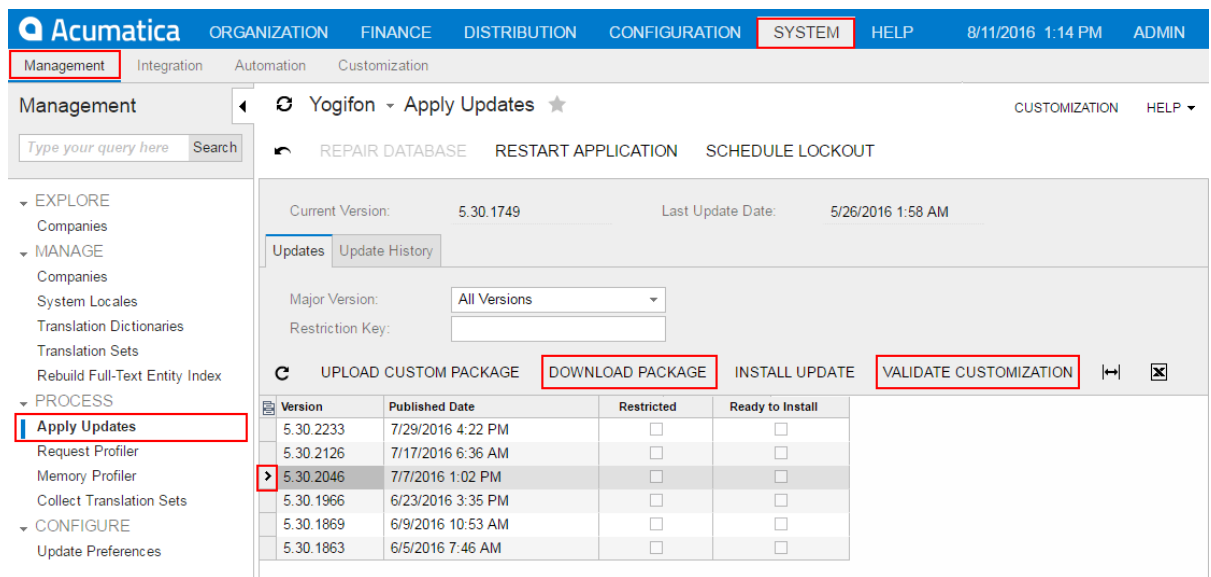 Acumatica ORGANIZATION FINANCE DISTRIBUTION CONFIGURATION SYSTEM HELP 8/11/2016 1:14 PM ADMIN
Management Integration Automation Customization
Management
Type your query here Search
EXPLORE
Companies
MANAGE
Companies
System Locales
Translation Dictionaries
Translation Sets
Rebuild Full-Text Entity Index
PROCESS
Apply Updates
Request Profiler
Memory Profiler
Collect Translation Sets
CONFIGURE
Update Preferences
Yogifon Apply Updates CUSTOMIZATION HELP
REPAIR DATABASE RESTART APPLICATION SCHEDULE LOCKOUT
Current Version: 5.30.1749 Last Update Date: 5/26/2016 1:58 AM
Updates Update History
Major Version: All Versions
Restriction Key:
UPLOAD CUSTOM PACKAGE DOWNLOAD PACKAGE INSTALL UPDATE VALIDATE CUSTOMIZATION
Version Published Date Restricted Ready to Install
5.30.2233 7/29/2016 4:22 PM
5.30.2126 7/17/2016 6:36 AM
5.30.2046 7/7/2016 1:02 PM
5.30.1966 6/23/2016 3:35 PM
5.30.1869 6/9/2016 10:53 AM
5.30.1863 6/5/2016 7:46 AM